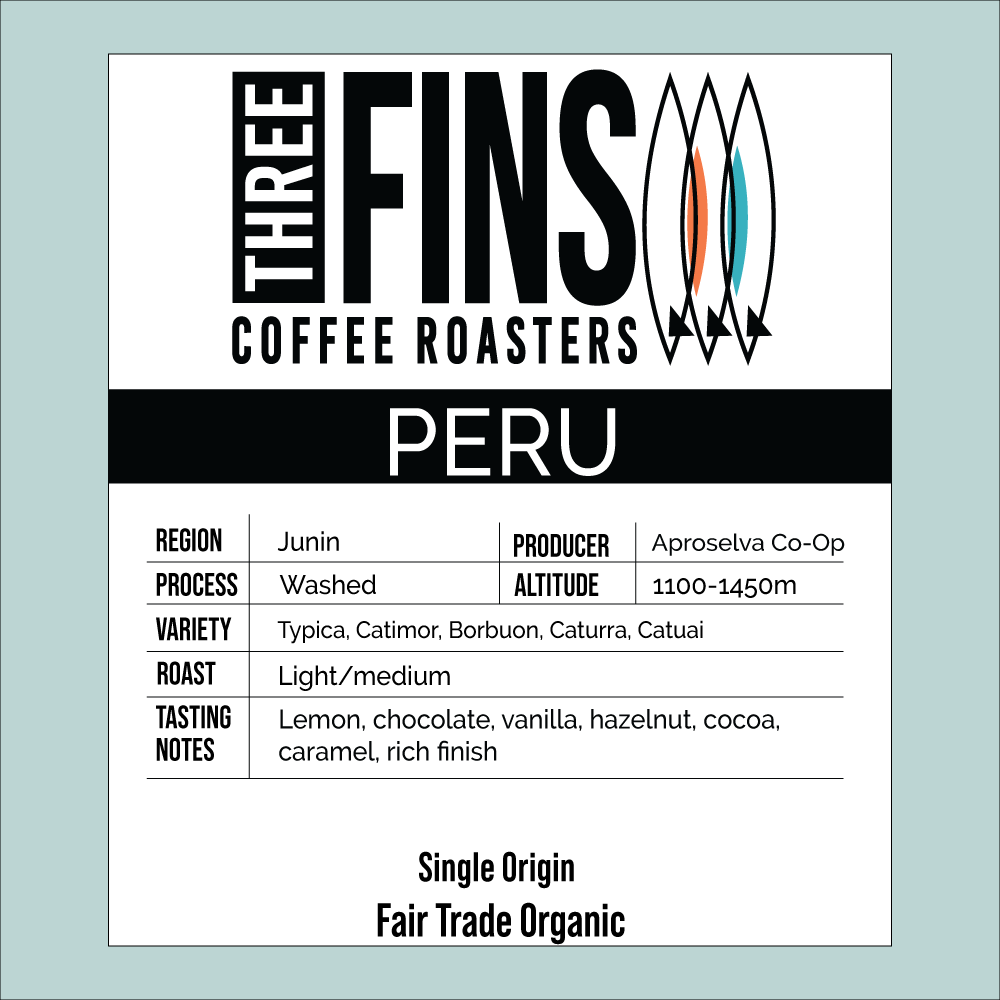 THREE
FINS
COFFEE ROASTERS
PERU
REGION Junin PRODUCER Aproselva Co-Op
PROCESS Washed ALTITUDE 1100-1450m
VARIETY Typica, Catimor, Borbuon, Caturra, Catuai
ROAST Light/medium
TASTING NOTES Lemon, chocolate, vanilla, hazelnut, cocoa,
caramel, rich finish
Single Origin
Fair Trade Organic